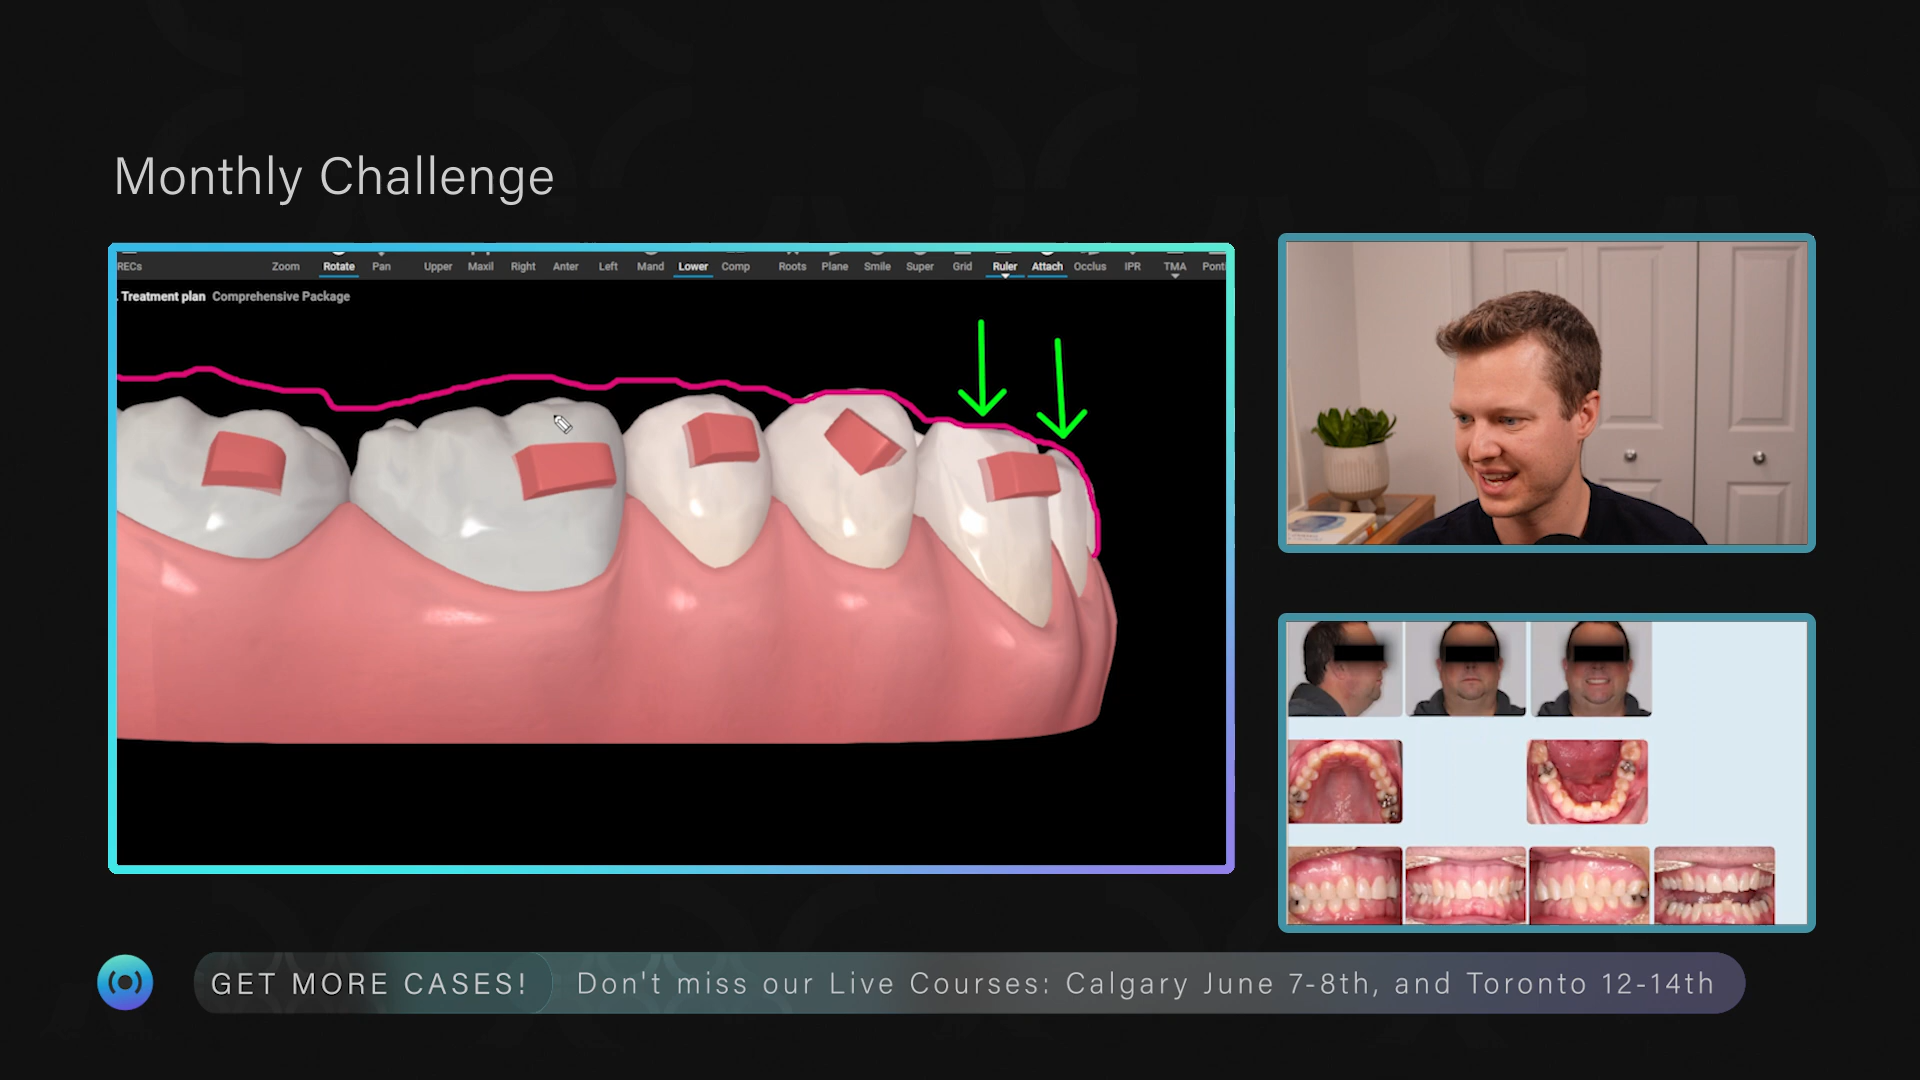 Monthly Challenge
RECs Zoom Rotate Pan Upper Maxil Right Anter Left Mand Lower Comp Roots Plane Smile Super Grid Ruler Attach Occlus IPR TMA Ponti
Treatment plan Comprehensive Package
GET MORE CASES! Don't miss our Live Courses: Calgary June 7-8th, and Toronto 12-14th